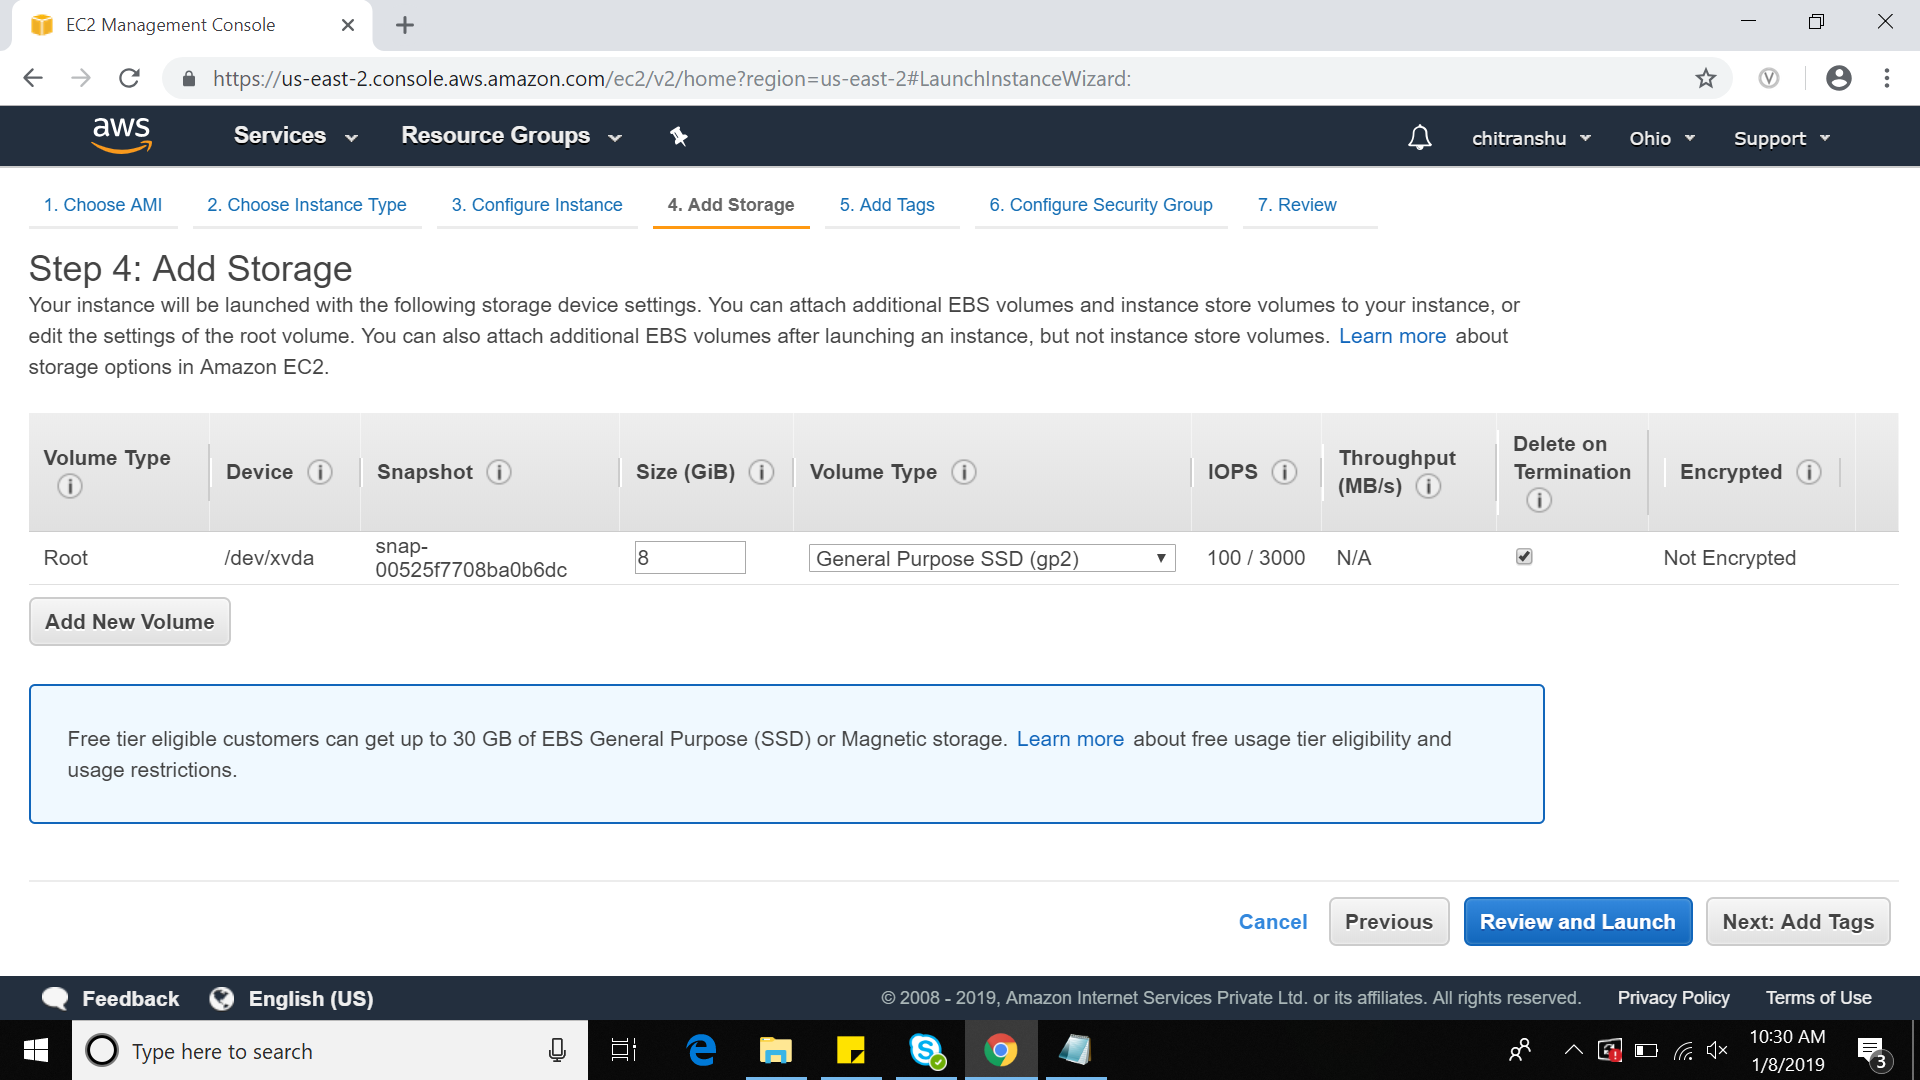 EC2 Management Console
https://us-east-2.console.aws.amazon.com/ec2/v2/home?region=us-east-2#LaunchInstanceWizard:
aws Services Resource Groups chitranshu Ohio Support
1. Choose AMI 2. Choose Instance Type 3. Configure Instance 4. Add Storage 5. Add Tags 6. Configure Security Group 7. Review
Step 4: Add Storage
Your instance will be launched with the following storage device settings. You can attach additional EBS volumes and instance store volumes to your instance, or
edit the settings of the root volume. You can also attach additional EBS volumes after launching an instance, but not instance store volumes. Learn more about
storage options in Amazon EC2.
Volume Type Device Snapshot Size (GiB) Volume Type IOPS Throughput (MB/s) Delete on Termination Encrypted
Root /dev/xvda snap-00525f7708ba0b6dc 8 General Purpose SSD (gp2) 100 / 3000 N/A Not Encrypted
Add New Volume
Free tier eligible customers can get up to 30 GB of EBS General Purpose (SSD) or Magnetic storage. Learn more about free usage tier eligibility and
usage restrictions.
Cancel Previous Review and Launch Next: Add Tags
Feedback English (US) © 2008 - 2019, Amazon Internet Services Private Ltd. or its affiliates. All rights reserved. Privacy Policy Terms of Use
Type here to search
10:30 AM
1/8/2019
3